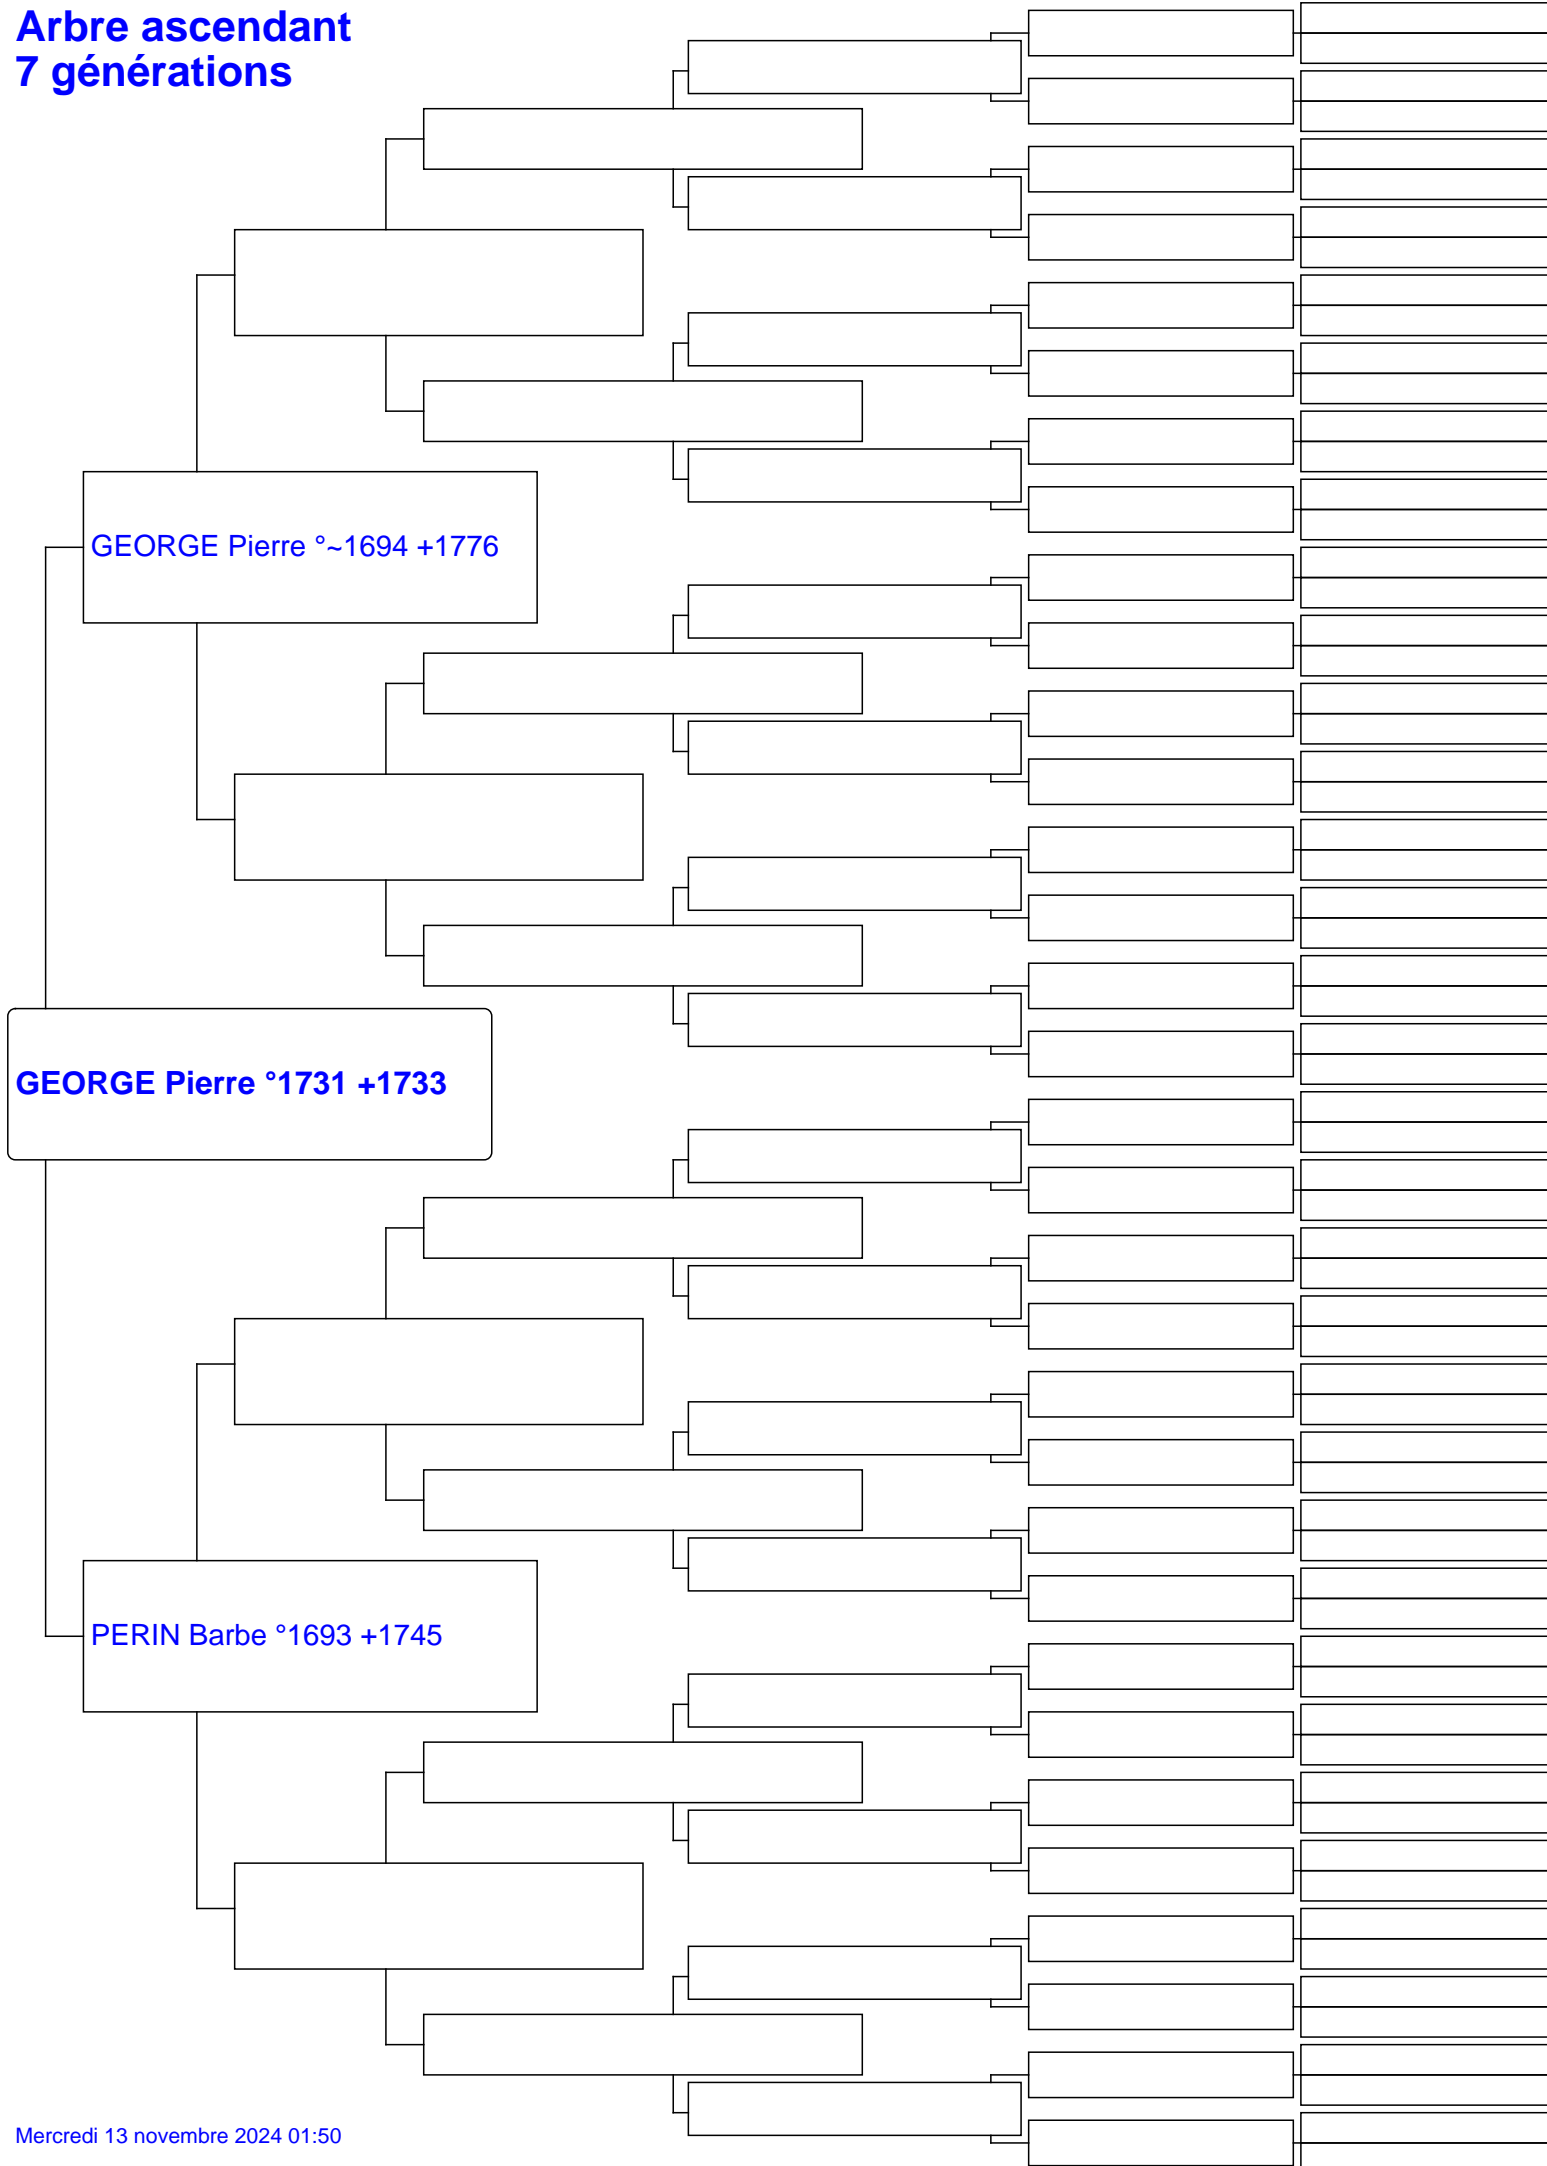 Arbre ascendant
7 générations
GEORGE Pierre °~1694 +1776
GEORGE Pierre °1731 +1733
PERIN Barbe °1693 +1745
Mercredi 13 novembre 2024 01:50